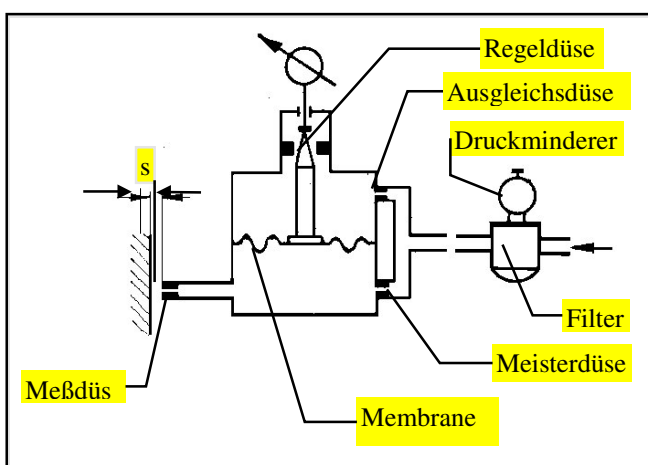 Regeldüse
Ausgleichsdüse
Druckminderer
s
Filter
Meisterdüse
Meßdüs
Membrane